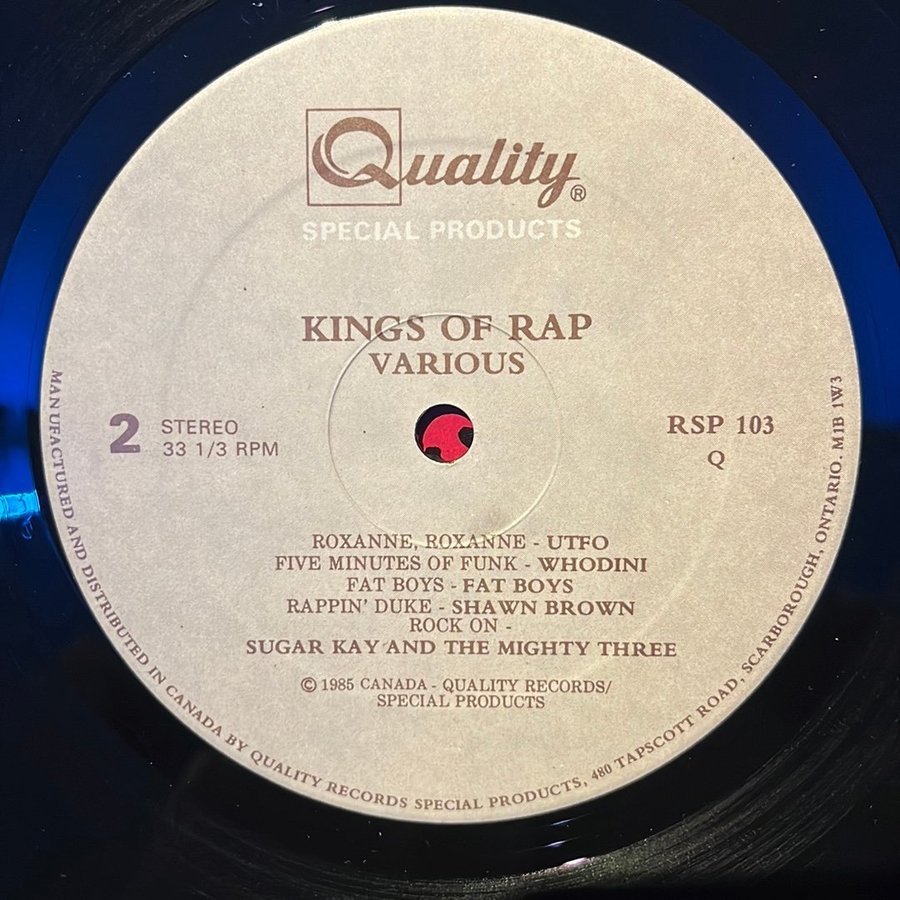 Quality®
SPECIAL PRODUCTS
KINGS OF RAP
VARIOUS
2
STEREO
33 1/3 RPM
RSP 103
Q
ROXANNE, ROXANNE - UTFO
FIVE MINUTES OF FUNK - WHODINI
FAT BOYS - FAT BOYS
RAPPIN' DUKE - SHAWN BROWN
ROCK ON -
SUGAR KAY AND THE MIGHTY THREE
© 1985 CANADA - QUALITY RECORDS/
SPECIAL PRODUCTS
MANUFACTURED AND DISTRIBUTED IN CANADA BY QUALITY RECORDS SPECIAL PRODUCTS, 480 TAPSCOTT ROAD, SCARBOROUGH, ONTARIO. M1B 1W3